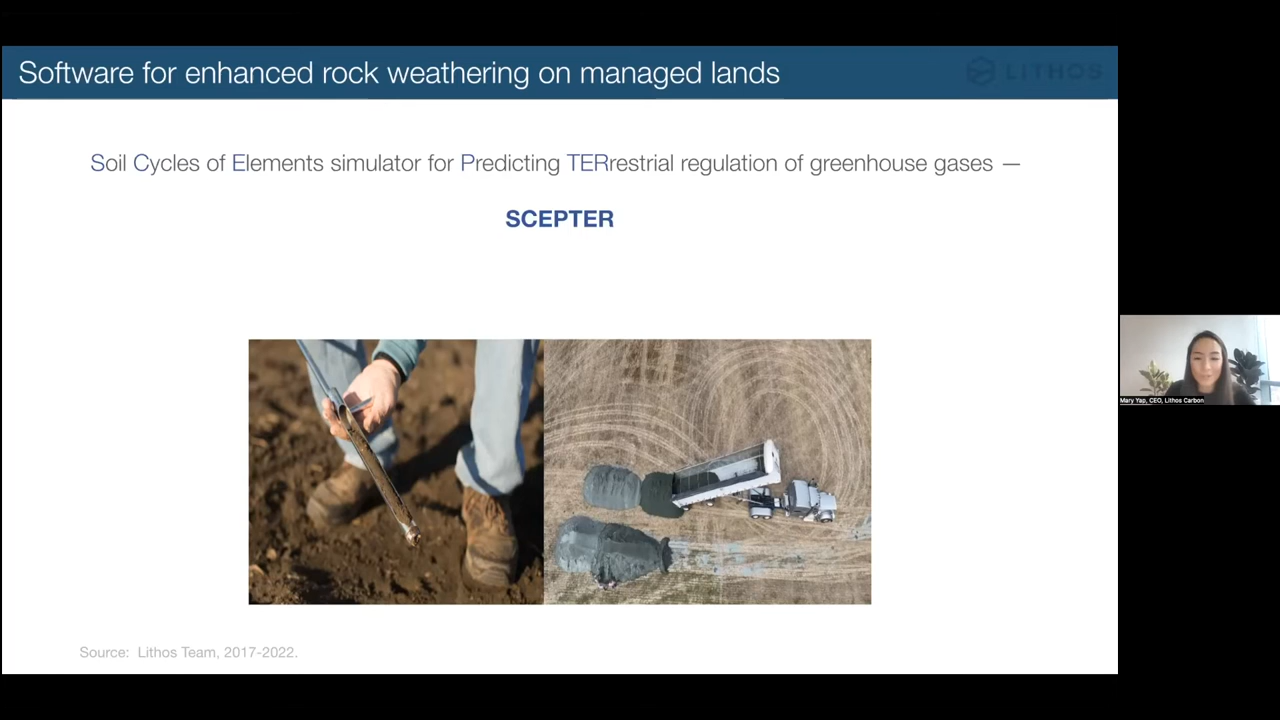 Software for enhanced rock weathering on managed lands
LITHOS
Soil Cycles of Elements simulator for Predicting TERrestrial regulation of greenhouse gases —
SCEPTER
Mary Yap, CEO, Lithos Carbon
Source: Lithos Team, 2017-2022.